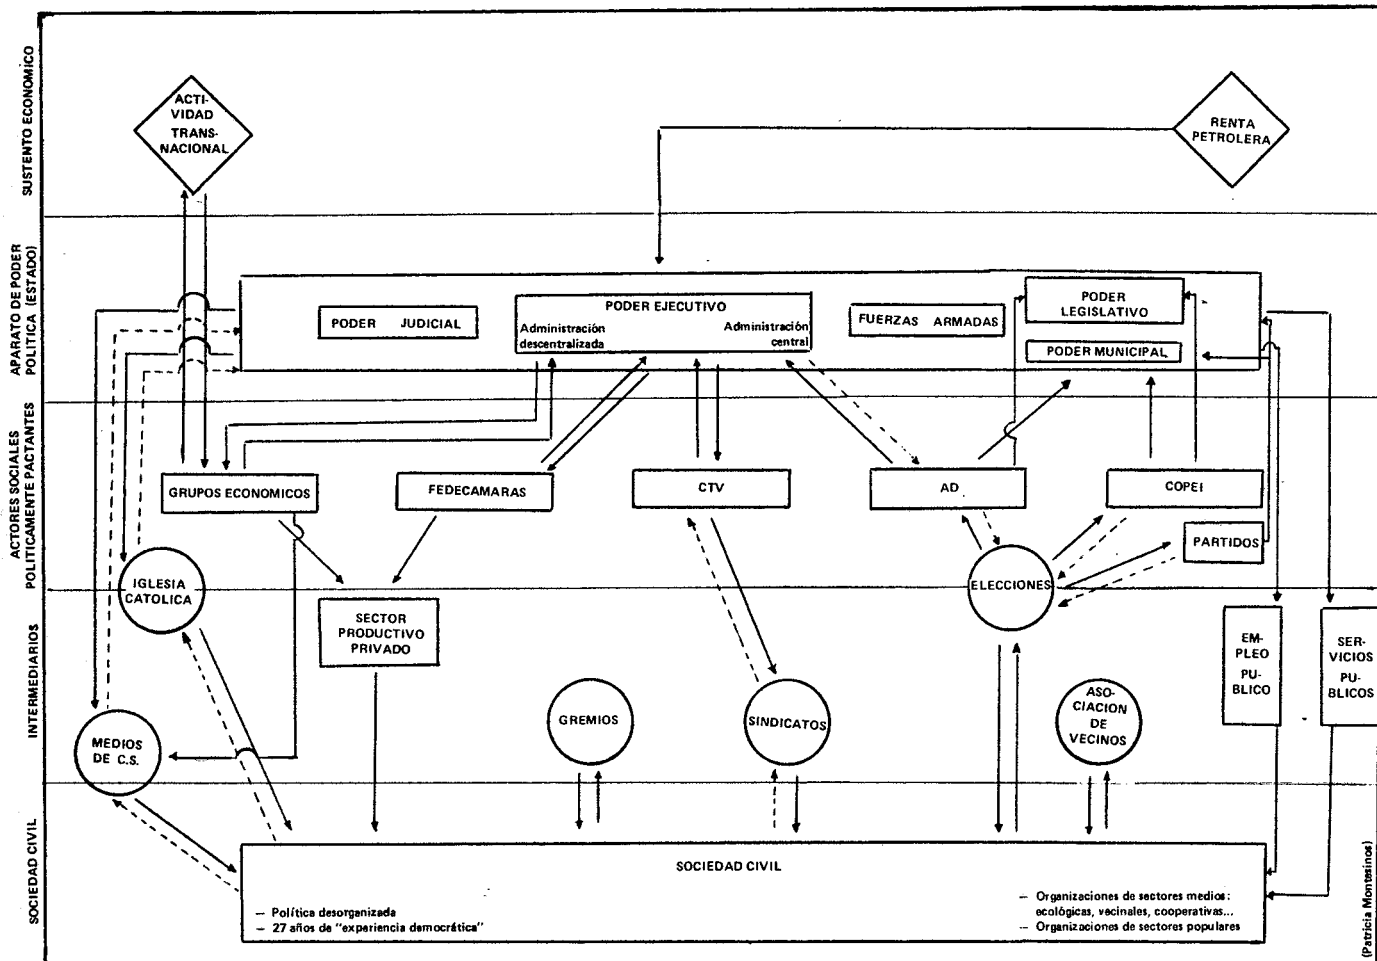 SUSTENTO ECONOMICO
ACTI-
VIDAD
TRANS-
NACIONAL
RENTA
PETROLERA
APARATO DE PODER
POLITICA (ESTADO)
PODER JUDICIAL
PODER EJECUTIVO
Administración
descentralizada
Administración
central
FUERZAS ARMADAS
PODER
LEGISLATIVO
PODER MUNICIPAL
ACTORES SOCIALES
POLITICAMENTE PACTANTES
GRUPOS ECONOMICOS
FEDECAMARAS
CTV
AD
COPEI
PARTIDOS
IGLESIA
CATOLICA
ELECCIONES
INTERMEDIARIOS
SECTOR
PRODUCTIVO
PRIVADO
EM-
PLEO
PU-
BLICO
SER-
VICIOS
PU-
BLICOS
MEDIOS
DE C.S.
GREMIOS
SINDICATOS
ASO-
CIACION
DE
VECINOS
SOCIEDAD CIVIL
SOCIEDAD CIVIL
— Política desorganizada
— 27 años de "experiencia democrática"
— Organizaciones de sectores medios:
ecológicas, vecinales, cooperativas...
— Organizaciones de sectores populares
(Patricia Montesinos)